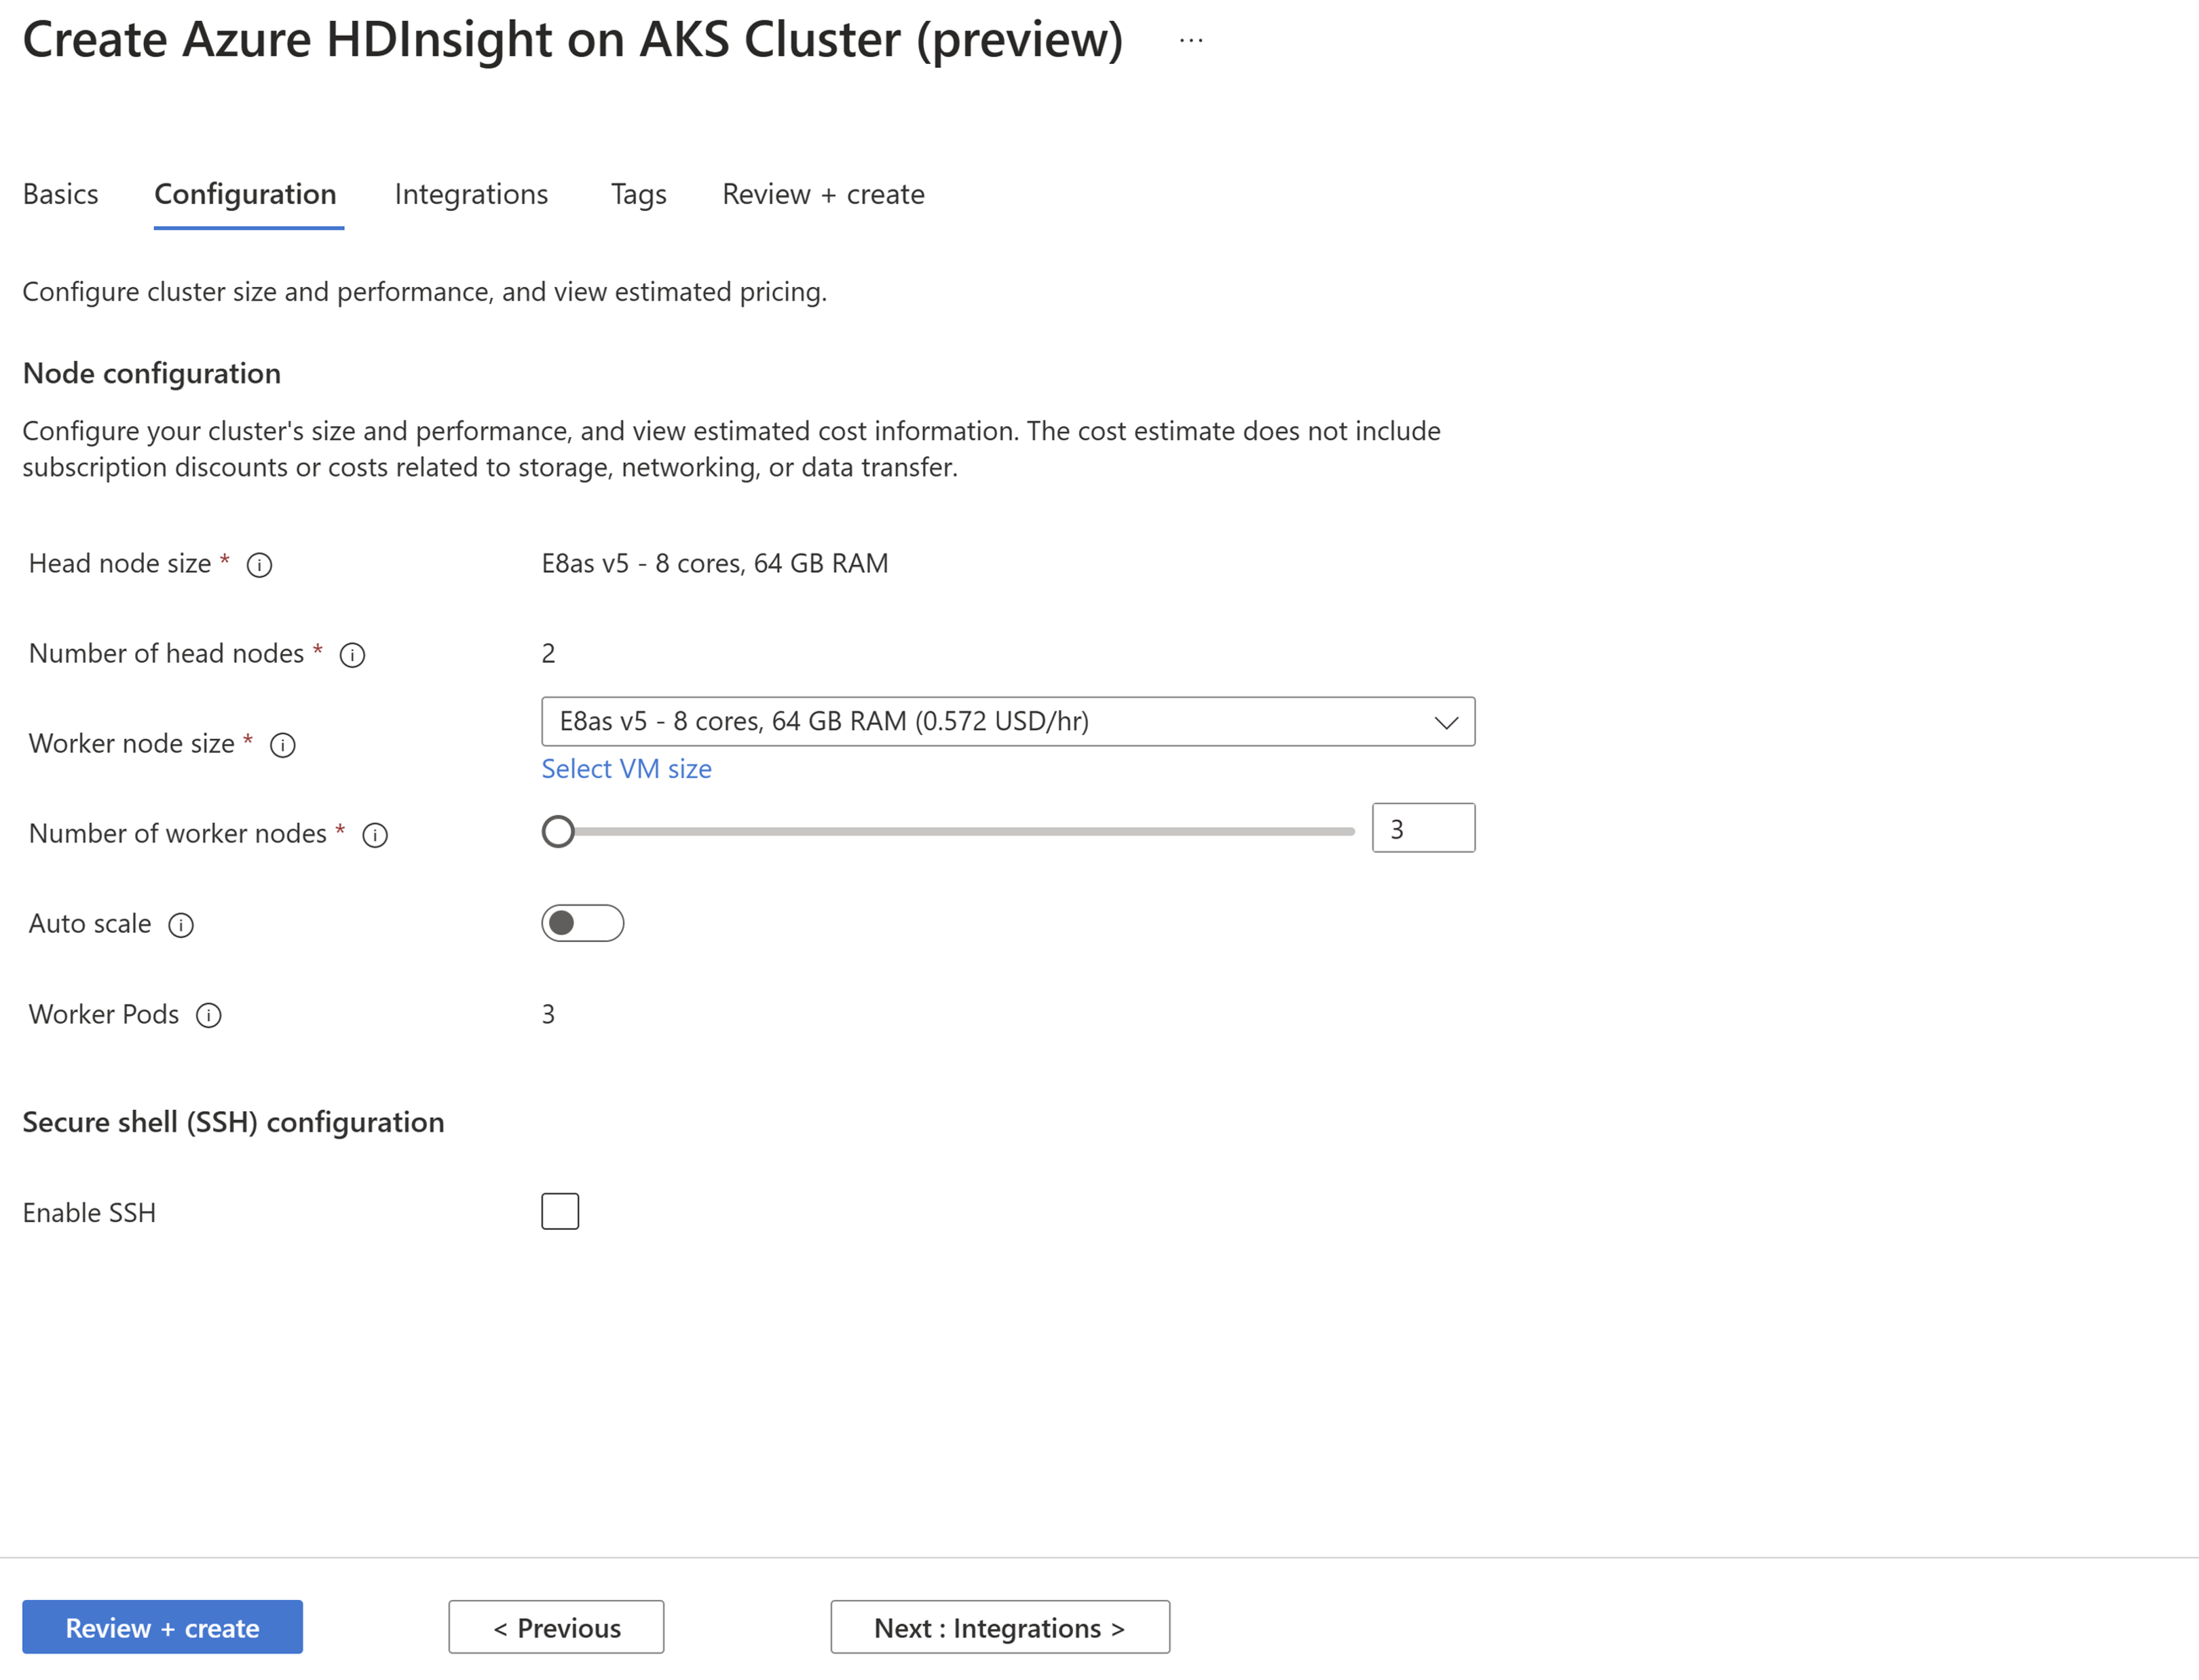 Create Azure HDInsight on AKS Cluster (preview) ...
Basics Configuration Integrations Tags Review + create
Configure cluster size and performance, and view estimated pricing.
Node configuration
Configure your cluster's size and performance, and view estimated cost information. The cost estimate does not include
subscription discounts or costs related to storage, networking, or data transfer.
Head node size * E8as v5 - 8 cores, 64 GB RAM
Number of head nodes * 2
Worker node size * E8as v5 - 8 cores, 64 GB RAM (0.572 USD/hr)
Select VM size
Number of worker nodes * 3
Auto scale
Worker Pods 3
Secure shell (SSH) configuration
Enable SSH
Review + create < Previous Next : Integrations >